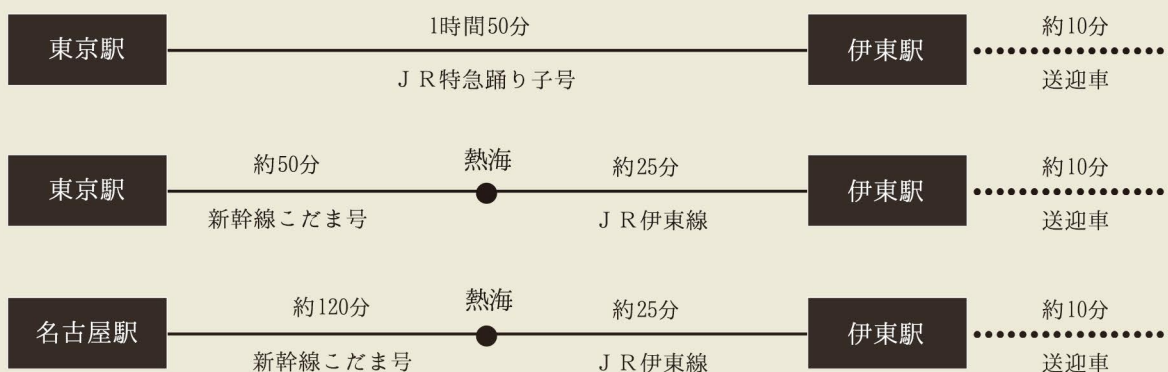 1時間50分
約10分
東京駅
伊東駅
ＪＲ特急踊り子号
送迎車
約50分
熱海
約25分
約10分
東京駅
伊東駅
新幹線こだま号
ＪＲ伊東線
送迎車
約120分
熱海
約25分
約10分
名古屋駅
伊東駅
新幹線こだま号
ＪＲ伊東線
送迎車